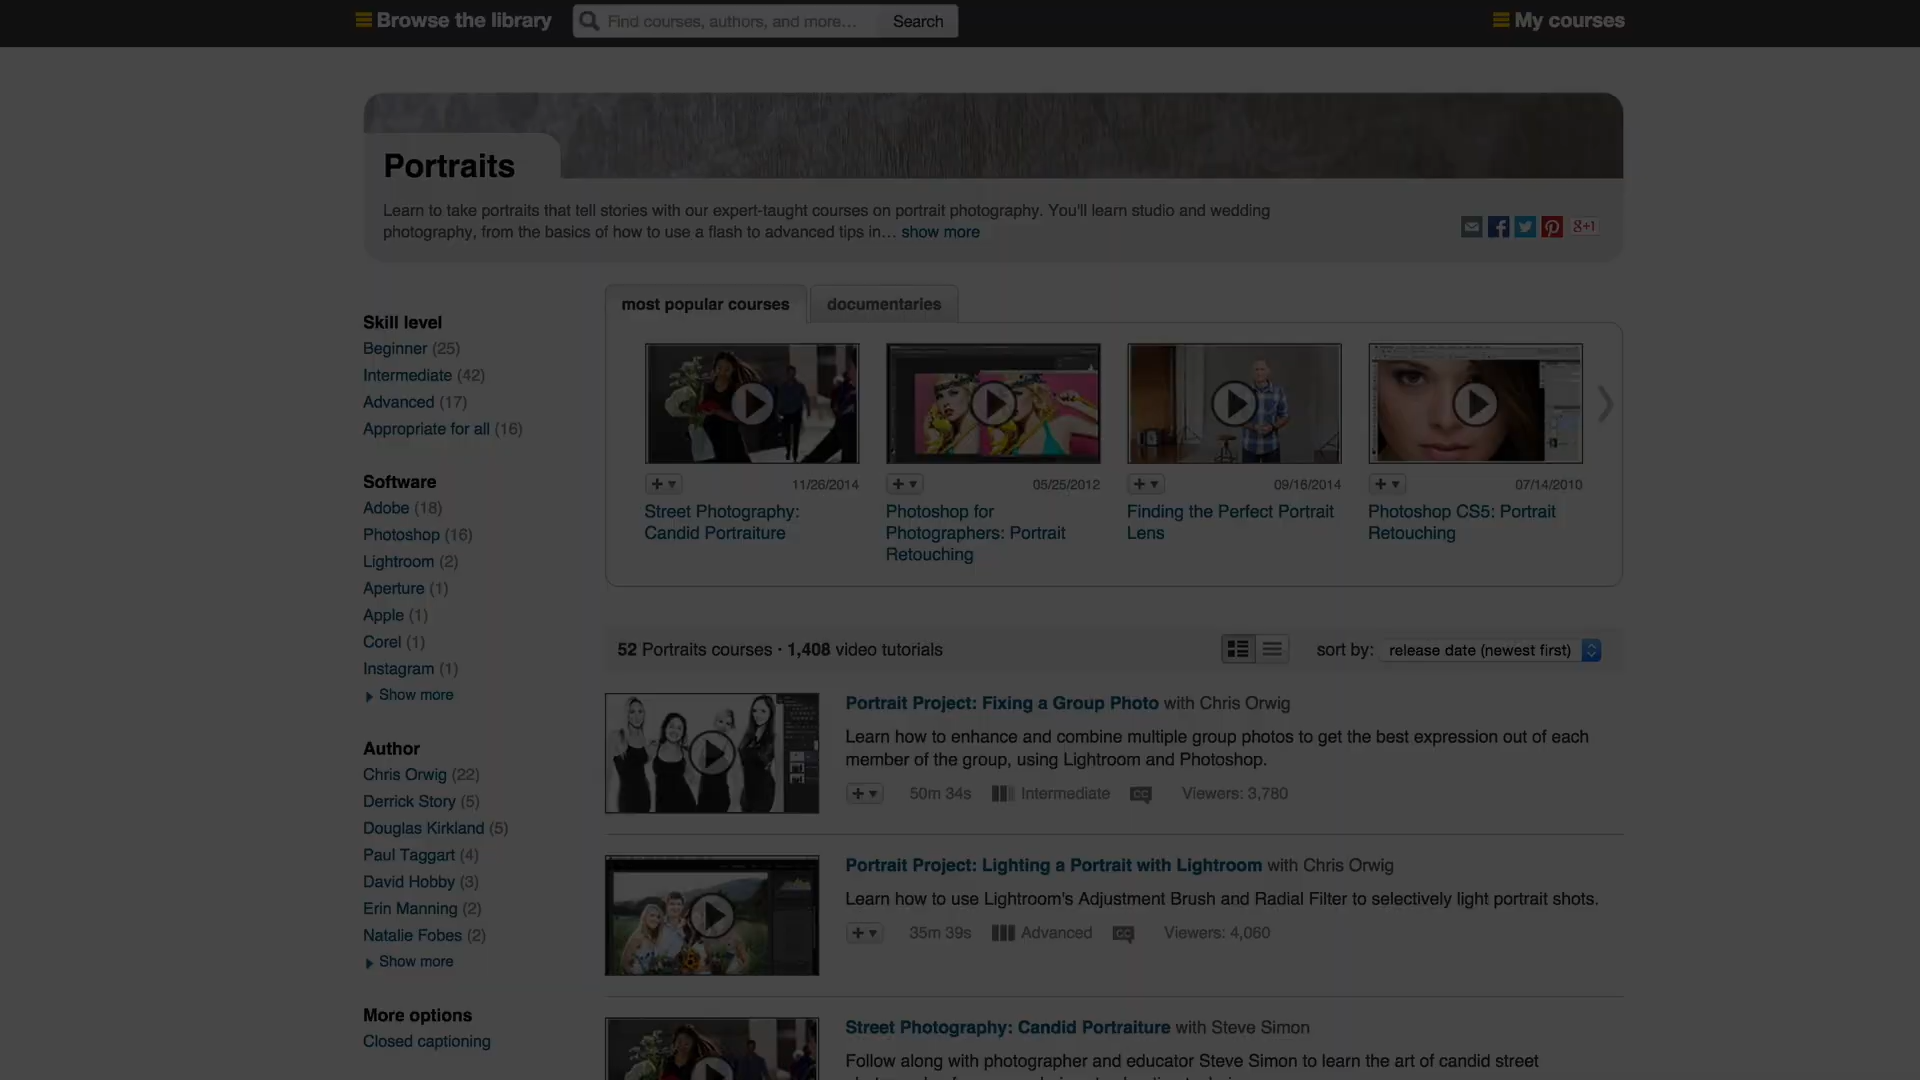 Browse the library
Find courses, authors, and more...
Search
My courses
Portraits
Learn to take portraits that tell stories with our expert-taught courses on portrait photography. You'll learn studio and wedding
photography, from the basics of how to use a flash to advanced tips in... show more
8+1
Skill level
Beginner (25)
Intermediate (42)
Advanced (17)
Appropriate for all (16)
Software
Adobe (18)
Photoshop (16)
Lightroom (2)
Aperture (1)
Apple (1)
Corel (1)
Instagram (1)
Show more
Author
Chris Orwig (22)
Derrick Story (5)
Douglas Kirkland (5)
Paul Taggart (4)
David Hobby (3)
Erin Manning (2)
Natalie Fobes (2)
Show more
More options
Closed captioning
most popular courses
documentaries
11/26/2014
Street Photography:
Candid Portraiture
05/25/2012
Photoshop for
Photographers: Portrait
Retouching
09/16/2014
Finding the Perfect Portrait
Lens
07/14/2010
Photoshop CS5: Portrait
Retouching
52 Portraits courses · 1,408 video tutorials
sort by: release date (newest first)
Portrait Project: Fixing a Group Photo with Chris Orwig
Learn how to enhance and combine multiple group photos to get the best expression out of each
member of the group, using Lightroom and Photoshop.
50m 34s Intermediate CC Viewers: 3,780
Portrait Project: Lighting a Portrait with Lightroom with Chris Orwig
Learn how to use Lightroom's Adjustment Brush and Radial Filter to selectively light portrait shots.
35m 39s Advanced CC Viewers: 4,060
Street Photography: Candid Portraiture with Steve Simon
Follow along with photographer and educator Steve Simon to learn the art of candid street